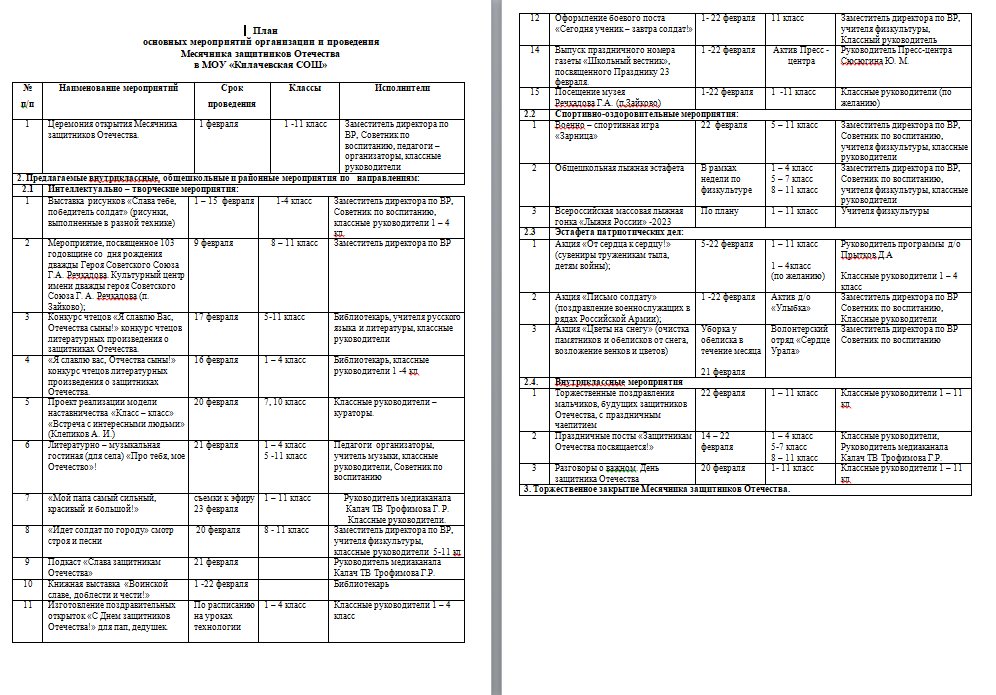 План
основных мероприятий организации и проведения
Месячника защитников Отечества
в МОУ «Килачевская СОШ»
№ п/п Наименование мероприятий Срок проведения Классы Исполнители
1 Церемония открытия Месячника 1 февраля 1 -11 класс Заместитель директора по
защитников Отечества. ВР, Советник по
воспитанию, педагоги –
организаторы, классные
руководители
2. Предлагаемые внутриклассные, общешкольные и районные мероприятия по направлениям:
2.1 Интеллектуально – творческие мероприятия:
1 Выставка рисунков «Слава тебе, 1 – 15 февраля 1-4 класс Заместитель директора по ВР,
победитель солдат» (рисунки, Советник по воспитанию,
выполненные в разной технике) классные руководители 1 – 4
кл.
2 Мероприятие, посвященное 103 9 февраля 8 – 11 класс Заместитель директора по ВР
годовщине со дня рождения
дважды Героя Советского Союза
Г.А. Речкалова. Культурный центр
имени дважды героя Советского
Союза Г. А. Речкалова (п.
Зайково);
3 Конкурс чтецов «Я славлю Вас, 17 февраля 5-11 класс Библиотекарь, учителя русского
Отечества сыны!» конкурс чтецов языка и литературы, классные
литературных произведения о руководители
защитниках Отечества.
4 «Я славлю вас, Отчества сыны!» 16 февраля 1 – 4 класс Библиотекарь, классные
конкурс чтецов литературных руководители 1 -4 кл.
произведения о защитниках
Отечества.
5 Проект реализации модели 20 февраля 7, 10 класс Классные руководители –
наставничества «Класс – класс» кураторы.
«Встреча с интересными людьми»
(Клепиков А. И.)
6 Литературно – музыкальная 21 февраля 1 – 4 класс Педагоги организаторы,
гостиная (для села) «Про тебя, мое 5 -11 класс учитель музыки, классные
Отечество»! руководители, Советник по
воспитанию
7 «Мой папа самый сильный, съемки к эфиру 1 – 11 класс Руководитель медиаканала
красивый и большой!» 23 февраля Калач ТВ Трофимова Г. Р.
Классные руководители.
8 «Идет солдат по городу» смотр 20 февраля 8 - 11 класс Заместитель директора по ВР,
строя и песни учителя физкультуры,
классные руководители 5-11 кл
9 Подкаст «Слава защитникам 21 февраля Руководитель медиаканала
Отечества» Калач ТВ Трофимова Г.Р.
10 Книжная выставка «Воинской 1 -22 февраля Библиотекарь
славе, доблести и чести!»
11 Изготовление поздравительных По расписанию 1 – 4 класс Классные руководители 1 – 4
открыток «С Днем защитников на уроках класс
Отечества!» для пап, дедушек. технологии
12 Оформление боевого поста 1- 22 февраля 11 класс Заместитель директора по ВР,
«Сегодня ученик – завтра солдат!» учителя физкультуры,
Классный руководитель
14 Выпуск праздничного номера 1 -22 февраля Актив Пресс - Руководитель Пресс-центра
газеты «Школьный вестник», центра Сюсюгина Ю. М.
посвященного Празднику 23
февраля.
15 Посещение музея 1-22 февраля 1 -11 класс Классные руководители (по
Речкалова Г.А. (п.Зайково) желанию)
2.2 Спортивно-оздоровительные мероприятия:
1 Военно – спортивная игра 22 февраля 5 – 11 класс Заместитель директора по ВР,
«Зарница» Советник по воспитанию,
учителя физкультуры, классные
руководители
2 Общешкольная лыжная эстафета В рамках 1 – 4 класс Заместитель директора по ВР,
недели по 5 – 7 класс Советник по воспитанию,
физкультуре 8 – 11 класс учителя физкультуры, классные
руководители
3 Всероссийская массовая лыжная По плану 1 – 11 класс Учителя физкультуры
гонка «Лыжня России» -2023
2.3 Эстафета патриотических дел:
1 Акция «От сердца к сердцу!» 5-22 февраля 1 – 11 класс Руководитель программы д/о
(сувениры труженикам тыла, Прытков Д.А
детям войны); 1 – 4класс
(по желанию) Классные руководители 1 – 4
класс
2 Акция «Письмо солдату» 1 -22 февраля Актив д/о Заместитель директора по ВР
(поздравление военнослужащих в «Улыбка» Советник по воспитанию,
рядах Российской Армии); Классные руководители
3 Акция «Цветы на снегу» (очистка Уборка у Волонтерский Заместитель директора по ВР
памятников и обелисков от снега, обелиска в отряд «Сердце Советник по воспитанию
возложение венков и цветов) течение месяца Урала»
21 февраля
2.4. Внутриклассные мероприятия
1 Торжественные поздравления 22 февраля 1 – 11 класс Классные руководители 1 – 11
мальчиков, будущих защитников кл.
Отечества, с праздничным
чаепитием
2 Праздничные посты «Защитникам 14 – 22 1 – 4 класс Классные руководители,
Отечества посвящается!» февраля 5-7 класс Руководитель медиаканала
8 – 11 класс Калач ТВ Трофимова Г.Р.
3 Разговоры о важном. День 20 февраля 1- 11 класс Классные руководители 1 – 11
защитника Отечества кл.
3. Торжественное закрытие Месячника защитников Отечества.